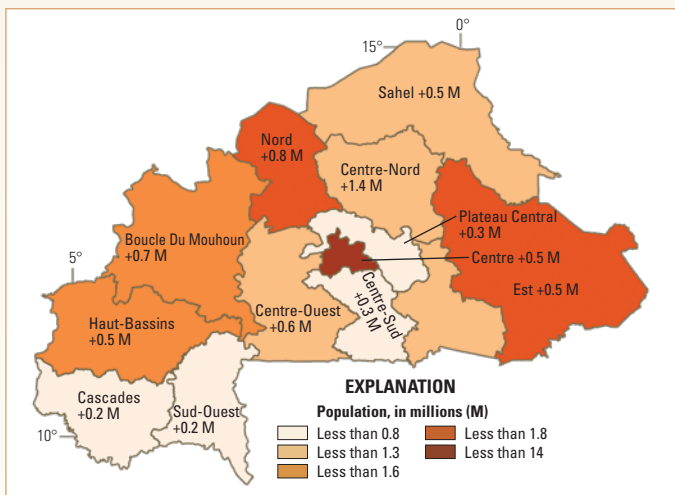 0°
15°
Sahel +0.5 M
Nord
+0.8 M
Centre-Nord
+1.4 M
Plateau Central
+0.3 M
Boucle Du Mouhoun
+0.7 M
Centre +0.5 M
5°
Est +0.5 M
Centre-Sud
+0.3 M
Centre-Ouest
+0.6 M
Haut-Bassins
+0.5 M
Cascades
+0.2 M
Sud-Ouest
+0.2 M
10°
EXPLANATION
Population, in millions (M)
Less than 0.8
Less than 1.3
Less than 1.6
Less than 1.8
Less than 14